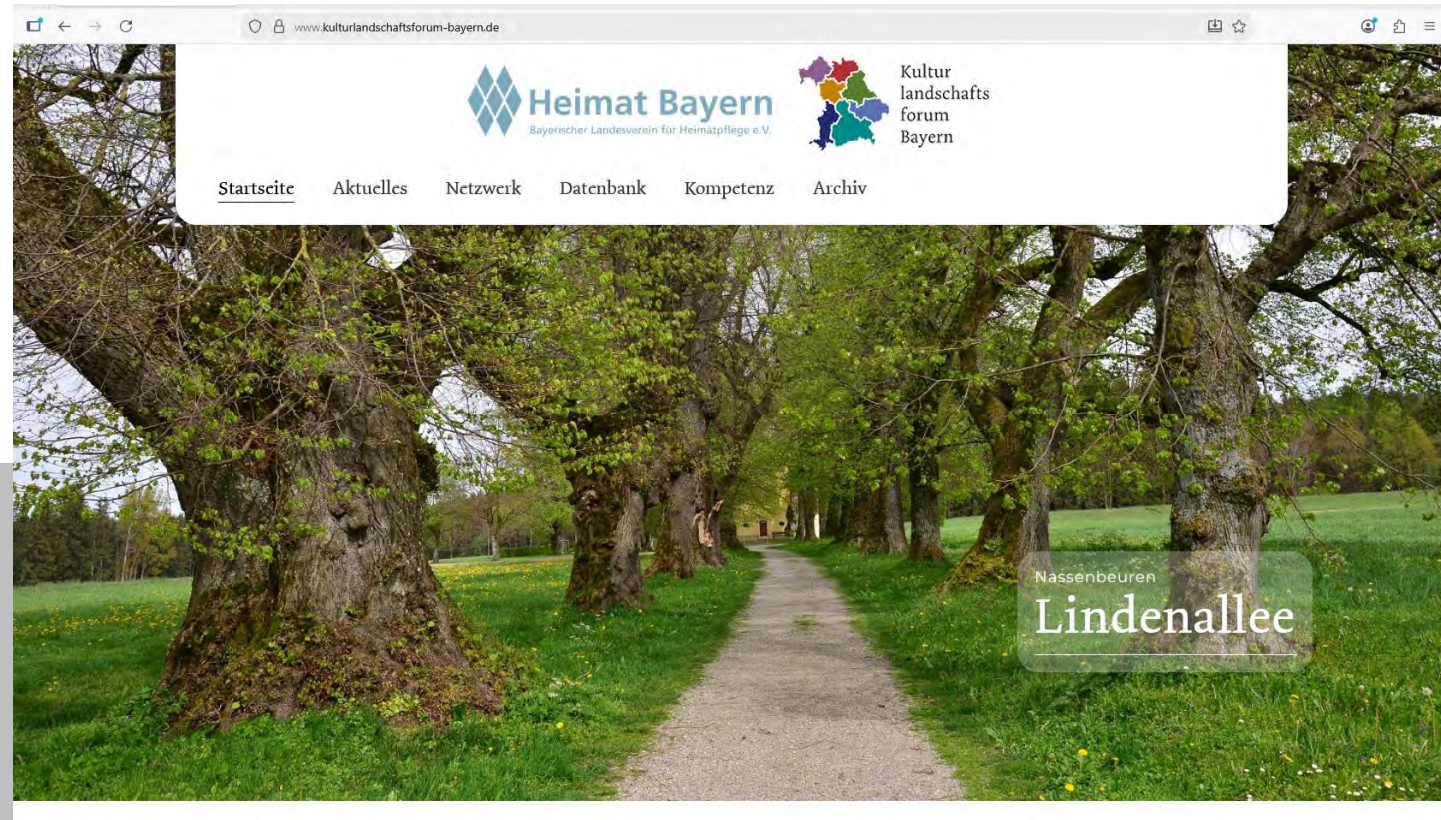 www.kulturlandschaftsforum-bayern.de
Heimat Bayern
Bayerischer Landesverein für Heimatpflege e.V.
Kultur
landschafts
forum
Bayern
Startseite Aktuelles Netzwerk Datenbank Kompetenz Archiv
Nassenbeuren
Lindenallee